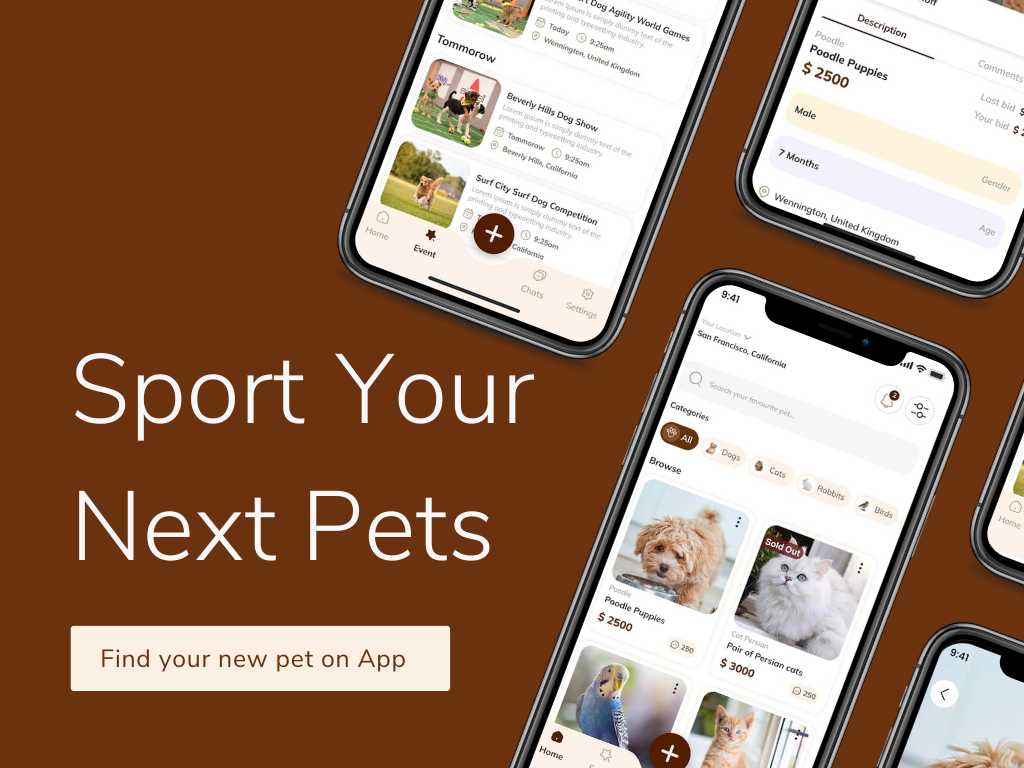 Sport Your
Next Pets
Find your new pet on App
Dog Agility World Games
Lorem Ipsum is simply dummy text of the
printing and typesetting industry.
Today 9:25am
Wennington, United Kingdom
Tommorow
Beverly Hills Dog Show
Lorem Ipsum is simply dummy text of the
printing and typesetting industry.
Tommorow 9:25am
Beverly Hills, California
Surf City Surf Dog Competition
Lorem Ipsum is simply dummy text of the
printing and typesetting industry.
9:25am
California
Home
Event
Chats
Settings
Description
Comments
Poodle
Poodle Puppies
$ 2500
Last bid
Your bid
Male
Gender
7 Months
Age
Wennington, United Kingdom
9:41
Your Location
San Francisco, California
2
Search your favourite pet...
Categories
All
Dogs
Cats
Rabbits
Birds
Browse
Poodle
Poodle Puppies
$ 2500
250
Sold Out
Cat Persian
Pair of Persian cats
$ 3000
250
Home
Home
9:41